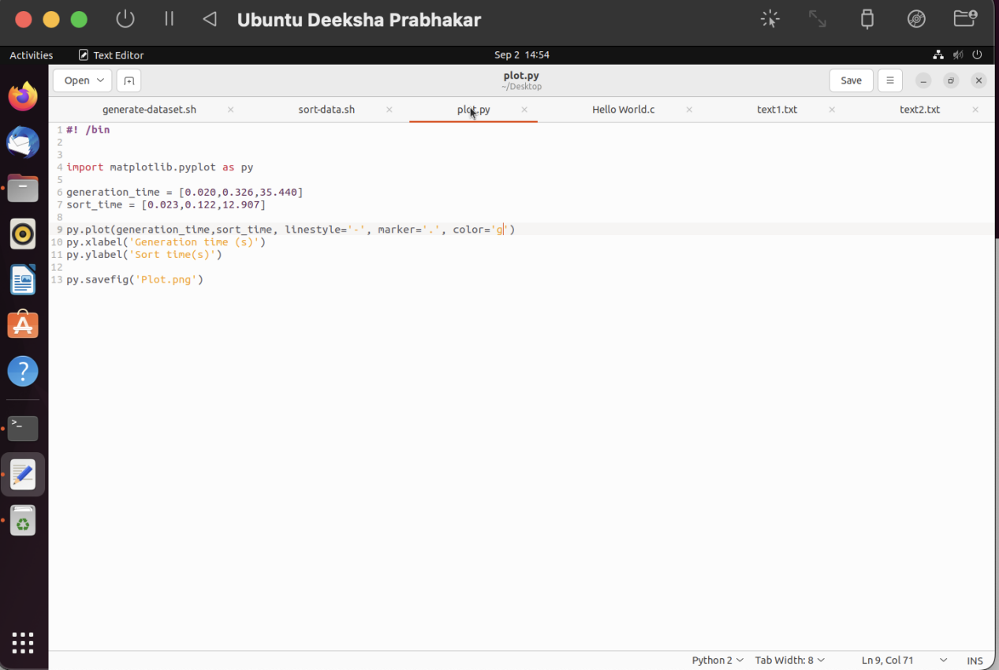 Ubuntu Deeksha Prabhakar
Activities Text Editor Sep 2 14:54
Open plot.py Save
~/Desktop
generate-dataset.sh sort-data.sh plot.py Hello World.c text1.txt text2.txt
1 #! /bin
2
3
4 import matplotlib.pyplot as py
5
6 generation_time = [0.020,0.326,35.440]
7 sort_time = [0.023,0.122,12.907]
8
9 py.plot(generation_time,sort_time, linestyle='-', marker='.', color='g')
10 py.xlabel('Generation time (s)')
11 py.ylabel('Sort time(s)')
12
13 py.savefig('Plot.png')
Python 2 Tab Width: 8 Ln 9, Col 71 INS